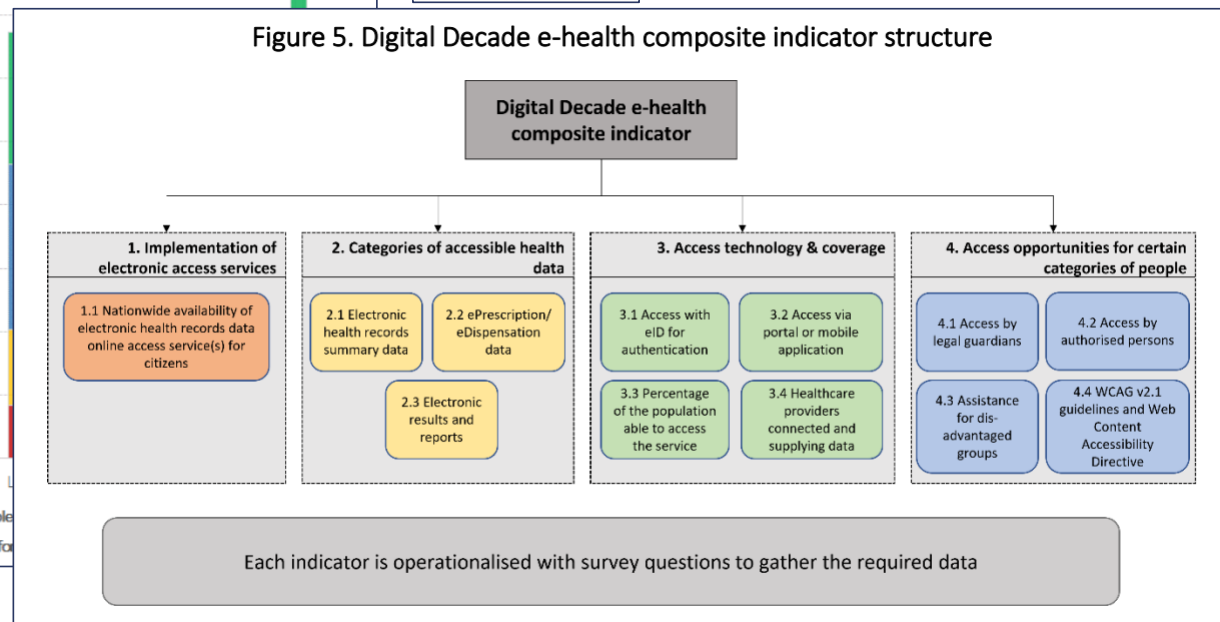 Figure 5. Digital Decade e-health composite indicator structure
Digital Decade e-health
composite indicator
1. Implementation of
electronic access services
1.1 Nationwide availability of
electronic health records data
online access service(s) for
citizens
2. Categories of accessible health
data
2.1 Electronic
health records
summary data
2.2 ePrescription/
eDispensation
data
2.3 Electronic
results and
reports
3. Access technology & coverage
3.1 Access with
eID for
authentication
3.2 Access via
portal or mobile
application
3.3 Percentage
of the population
able to access
the service
3.4 Healthcare
providers
connected and
supplying data
4. Access opportunities for certain
categories of people
4.1 Access by
legal guardians
4.2 Access by
authorised persons
4.3 Assistance
for dis-
advantaged
groups
4.4 WCAG v2.1
guidelines and Web
Content
Accessibility
Directive
Each indicator is operationalised with survey questions to gather the required data